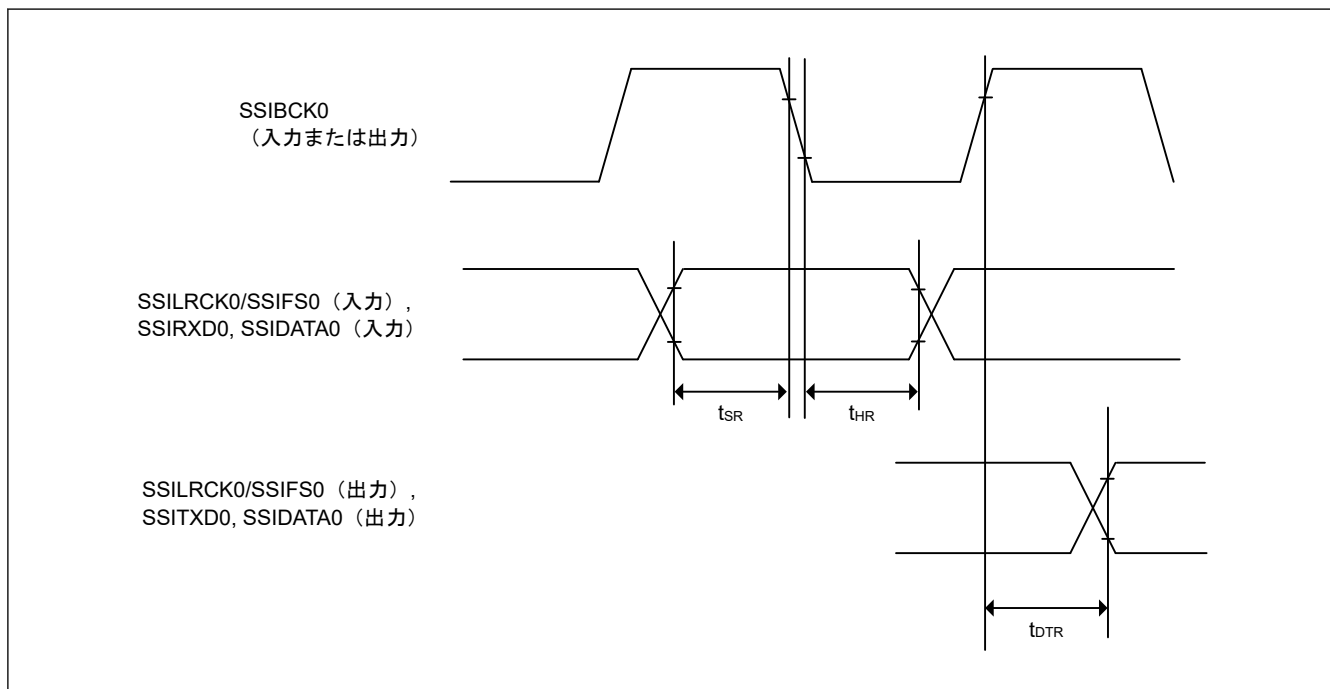 SSIBCK0
（入力または出力）
SSILRCK0/SSIFS0（入力）,
SSIRXD0, SSIDATA0（入力）
tSR
tHR
SSILRCK0/SSIFS0（出力）,
SSITXD0, SSIDATA0（出力）
tDTR